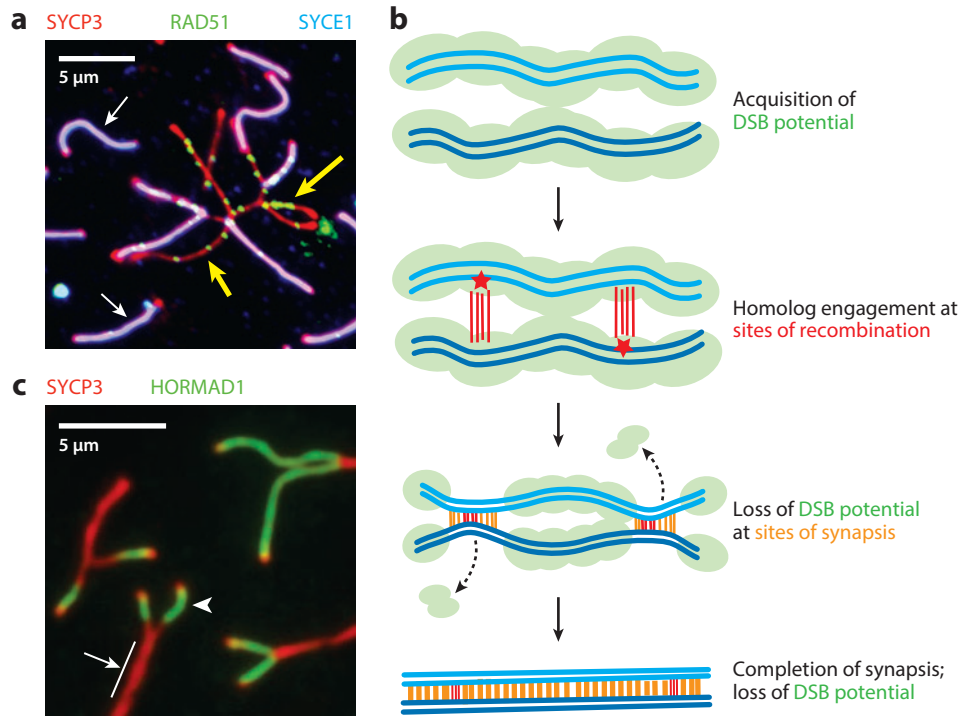 a
SYCP3 RAD51 SYCE1
5 µm
b
Acquisition of
DSB potential
Homolog engagement at
sites of recombination
Loss of DSB potential
at sites of synapsis
Completion of synapsis;
loss of DSB potential
c
SYCP3 HORMAD1
5 µm